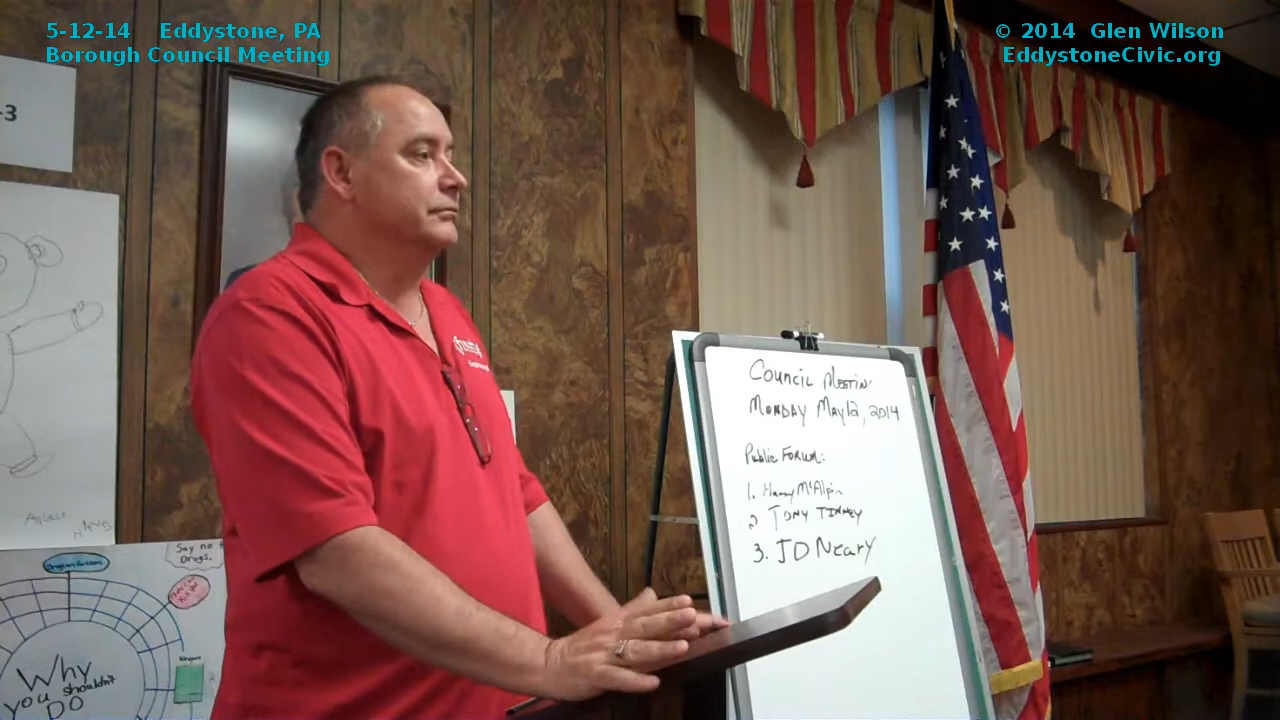 5-12-14 Eddystone, PA
Borough Council Meeting
© 2014 Glen Wilson
EddystoneCivic.org
-3
Council Meetin
Monday May 12, 2014
Public Forum:
1. Harry McAlpin
2 Tony Tinney
3. JD Neary
Say no t
Drugs.
Why
you shouldn't
DO